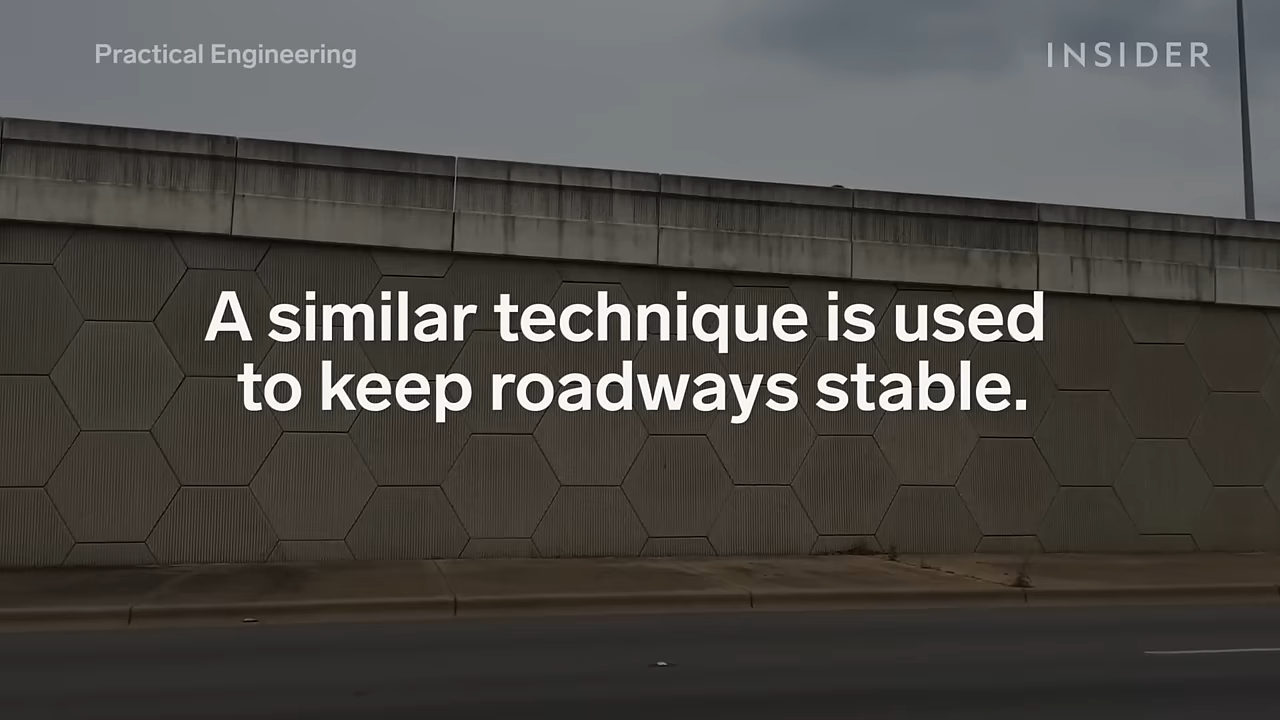 Practical Engineering
INSIDER
A similar technique is used
to keep roadways stable.